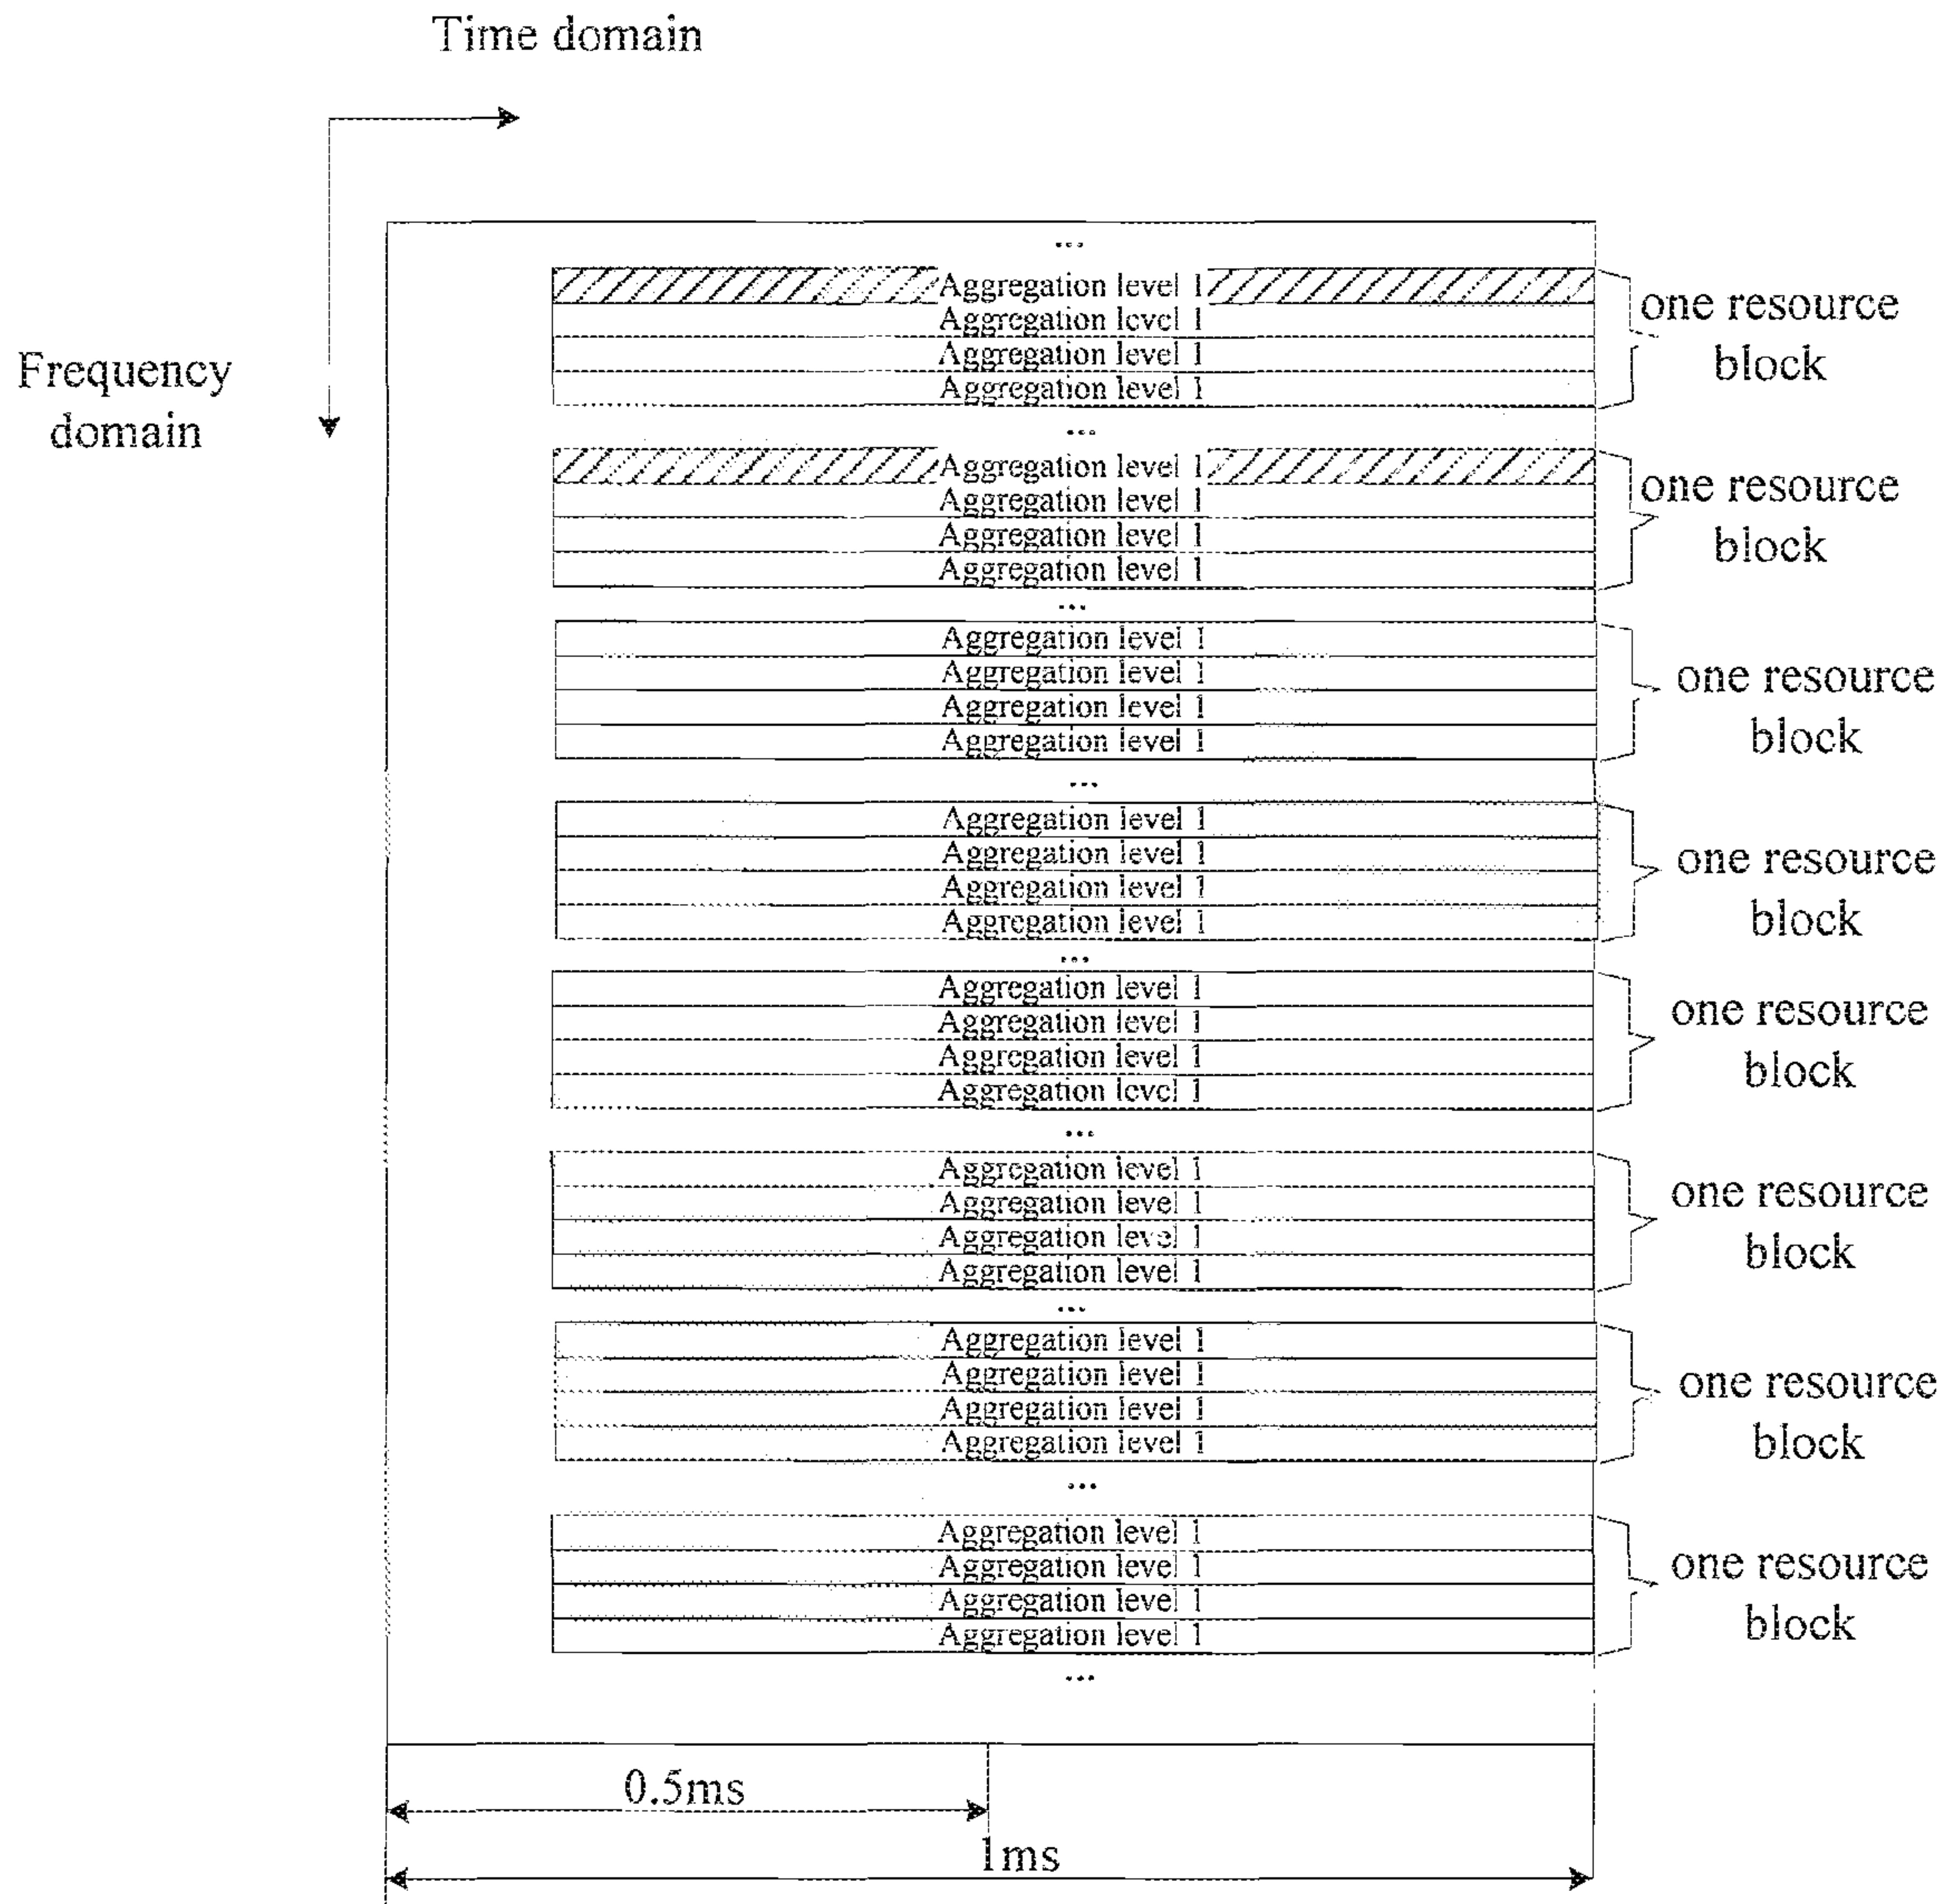 Time domain
Frequency
domain
...
Aggregation level 1
Aggregation level 1
Aggregation level 1
Aggregation level 1
one resource
block
...
Aggregation level 1
Aggregation level 1
Aggregation level 1
Aggregation level 1
one resource
block
...
Aggregation level 1
Aggregation level 1
Aggregation level 1
Aggregation level 1
one resource
block
...
Aggregation level 1
Aggregation level 1
Aggregation level 1
Aggregation level 1
one resource
block
...
Aggregation level 1
Aggregation level 1
Aggregation level 1
Aggregation level 1
one resource
block
...
Aggregation level 1
Aggregation level 1
Aggregation level 1
Aggregation level 1
one resource
block
...
Aggregation level 1
Aggregation level 1
Aggregation level 1
Aggregation level 1
one resource
block
...
Aggregation level 1
Aggregation level 1
Aggregation level 1
Aggregation level 1
one resource
block
...
0.5ms
1ms